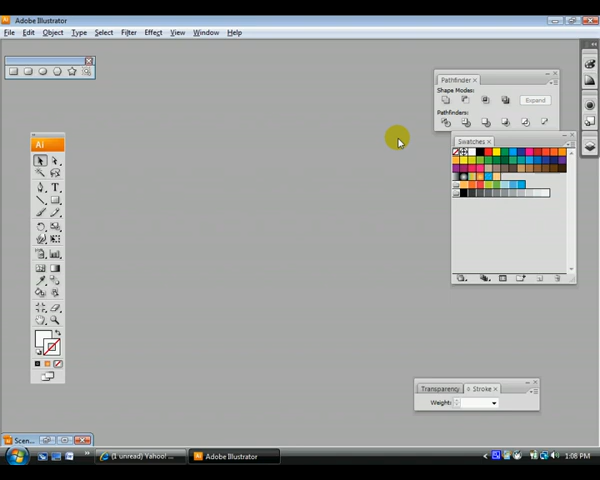 Adobe Illustrator
File Edit Object Type Select Filter Effect View Window Help
Pathfinder
Shape Modes:
Expand
Pathfinders:
Swatches
Ai
Transparency Stroke
Weight:
Scen...
(1 unread) Yahoo! ...
Adobe Illustrator
1:08 PM